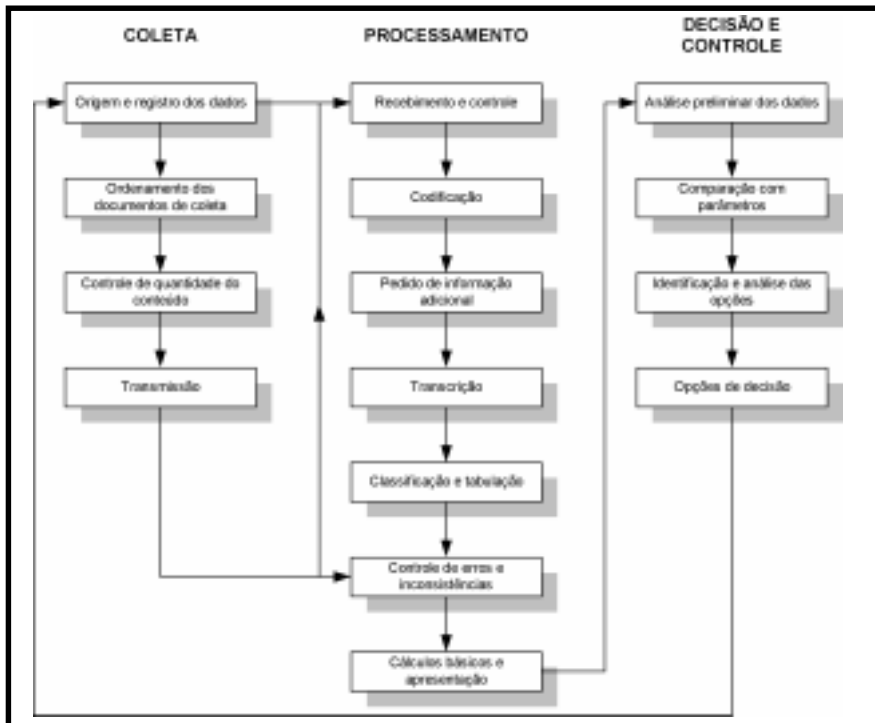 COLETA
PROCESSAMENTO
DECISÃO E
CONTROLE
Origem e registro dos dados
Ordenamento dos
documentos de coleta
Controle de quantidade do
conteúdo
Transmissão
Recebimento e controle
Codificação
Pedido de informação
adicional
Transcrição
Classificação e tabulação
Controle de erros e
inconsistências
Cálculos básicos e
apresentação
Análise preliminar dos dados
Comparação com
parâmetros
Identificação e análise das
opções
Opções de decisão